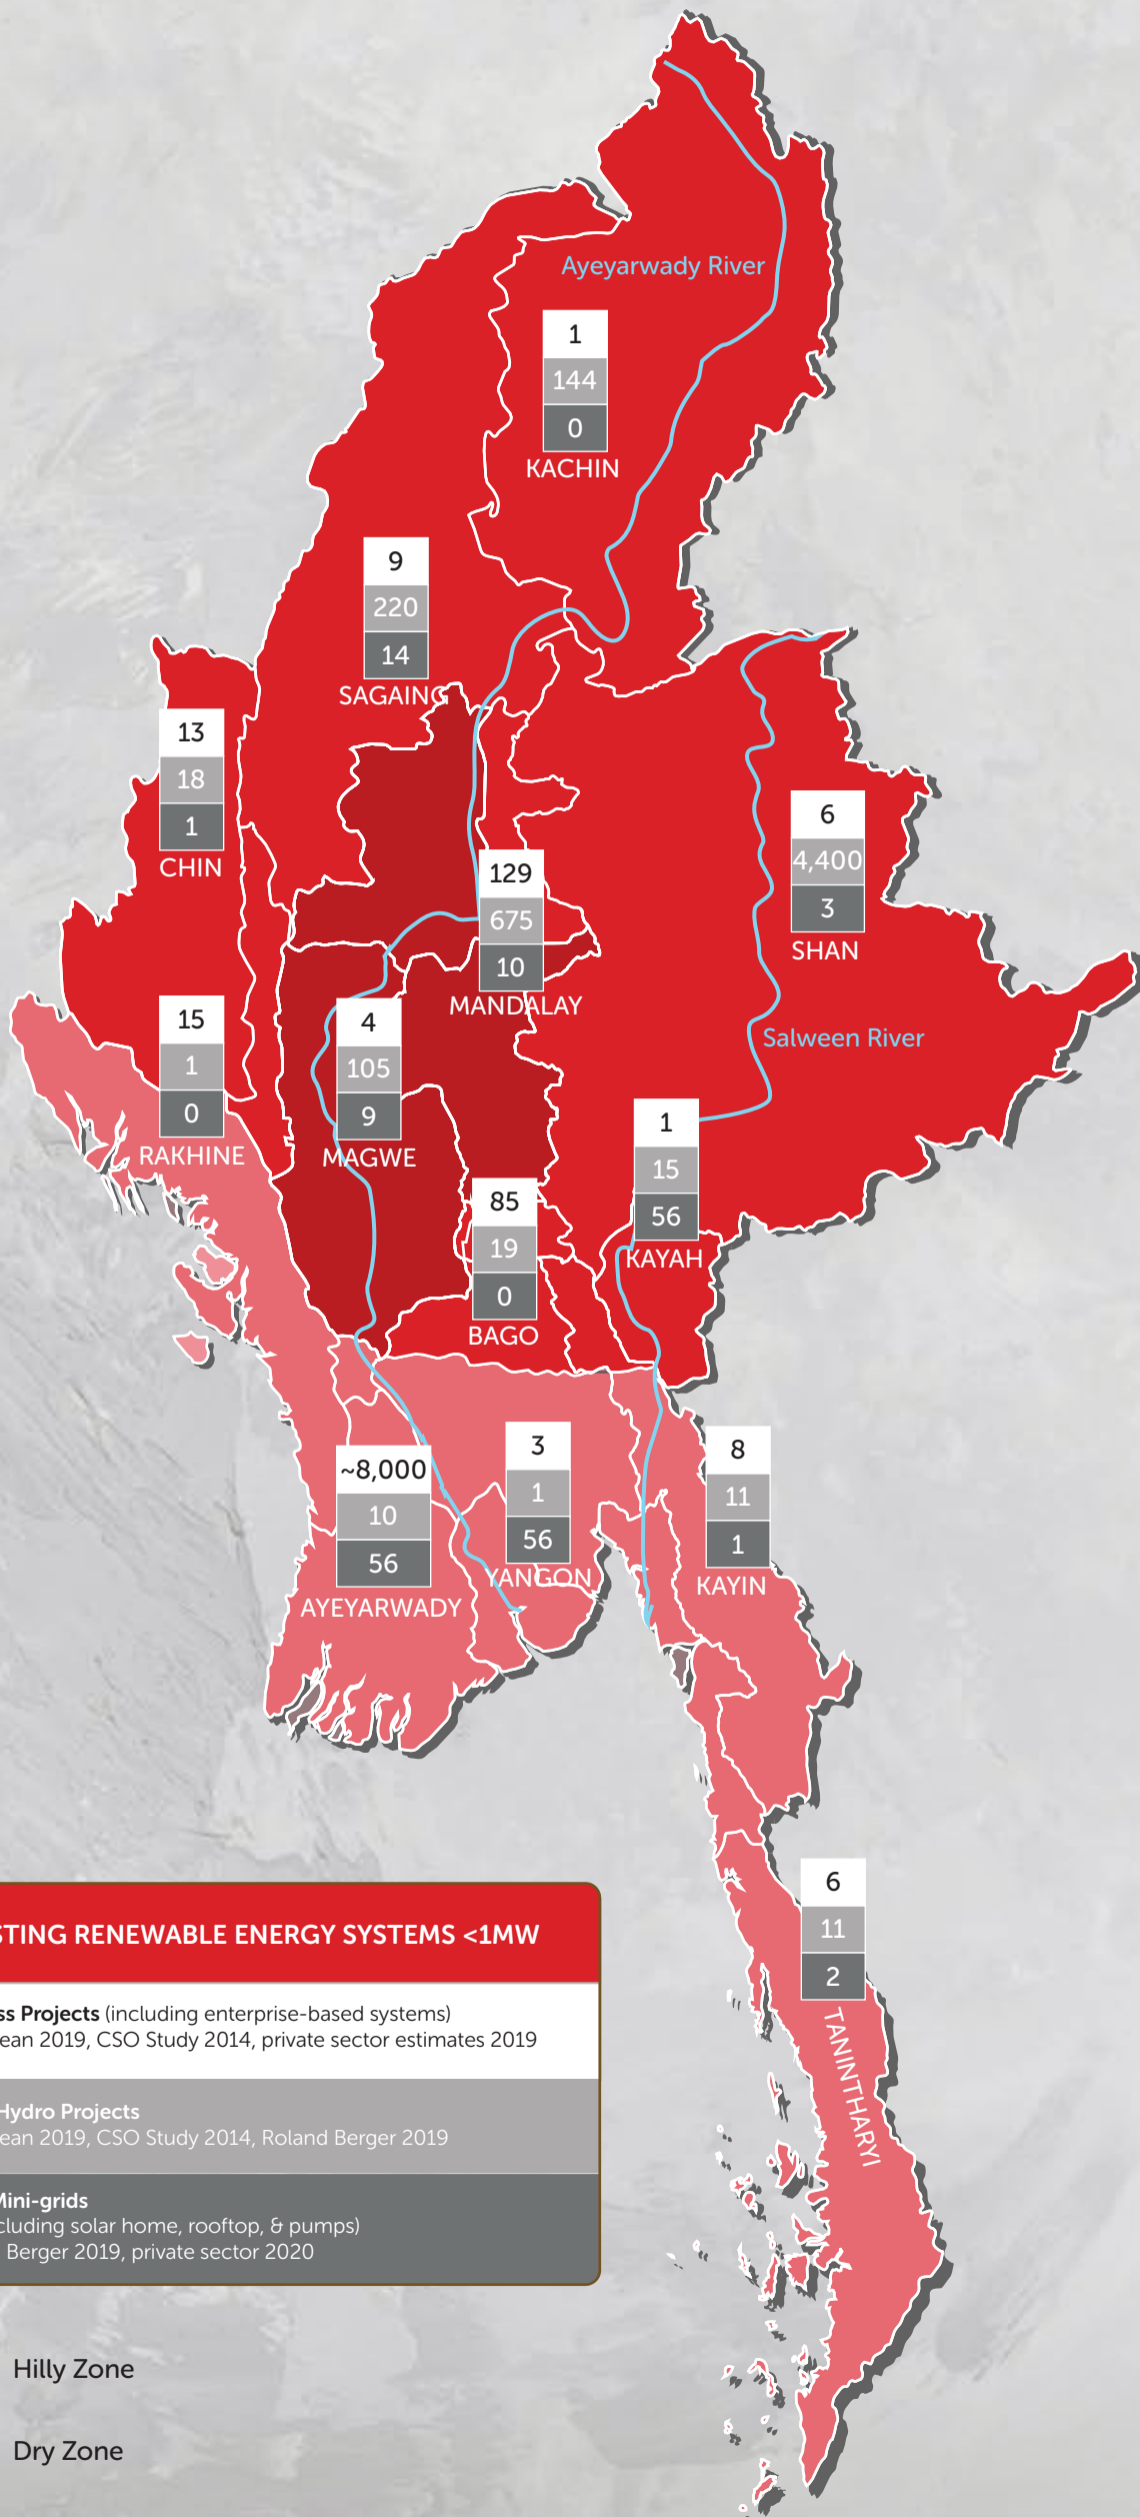 Ayeyarwady River
1
144
0
KACHIN
9
220
14
SAGAING
13
18
1
CHIN
6
4,400
3
SHAN
129
675
10
MANDALAY
15
1
0
RAKHINE
4
105
9
MAGWE
Salween River
1
15
56
KAYAH
85
19
0
BAGO
~8,000
10
56
AYEYARWADY
3
1
56
YANGON
8
11
1
KAYIN
6
11
2
TANINTHARYI
STING RENEWABLE ENERGY SYSTEMS <1MW
ss Projects (including enterprise-based systems)
ean 2019, CSO Study 2014, private sector estimates 2019
Hydro Projects
ean 2019, CSO Study 2014, Roland Berger 2019
Mini-grids
cluding solar home, rooftop, & pumps)
Berger 2019, private sector 2020
Hilly Zone
Dry Zone